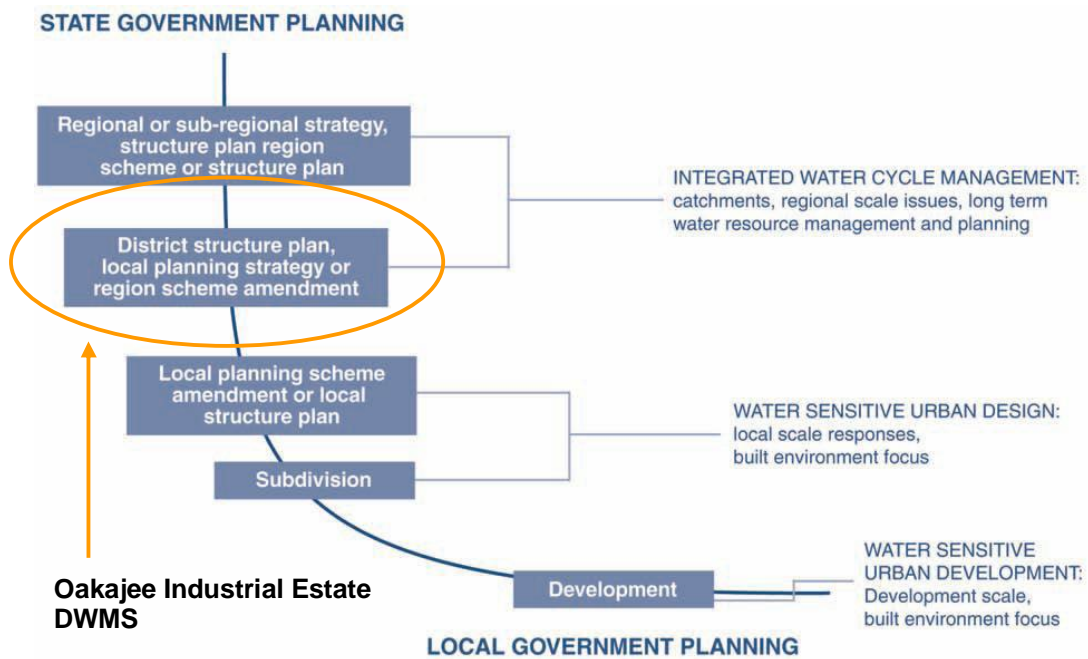 STATE GOVERNMENT PLANNING
Regional or sub-regional strategy,
structure plan region
scheme or structure plan
INTEGRATED WATER CYCLE MANAGEMENT:
catchments, regional scale issues, long term
water resource management and planning
District structure plan,
local planning strategy or
region scheme amendment
Local planning scheme
amendment or local
structure plan
WATER SENSITIVE URBAN DESIGN:
local scale responses,
built environment focus
Subdivision
Oakajee Industrial Estate
DWMS
Development
WATER SENSITIVE
URBAN DEVELOPMENT:
Development scale,
built environment focus
LOCAL GOVERNMENT PLANNING